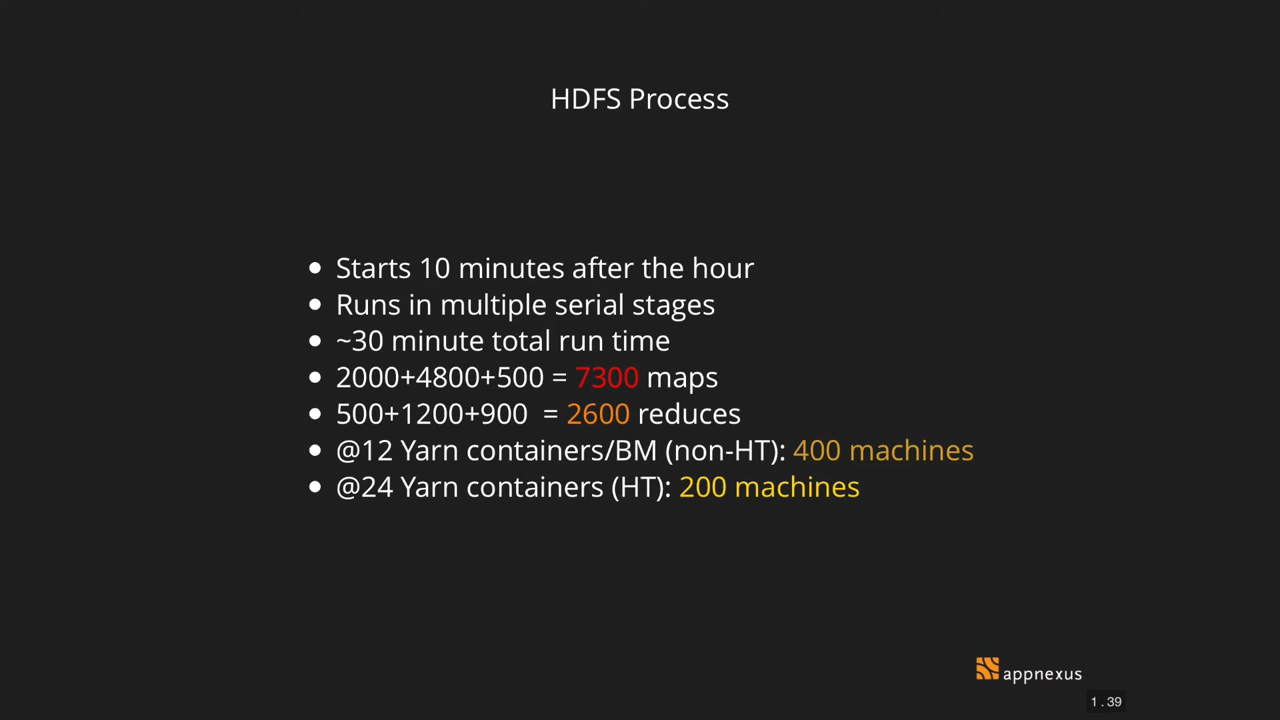 HDFS Process
• Starts 10 minutes after the hour
• Runs in multiple serial stages
• ~30 minute total run time
• 2000+4800+500 = 7300 maps
• 500+1200+900 = 2600 reduces
• @12 Yarn containers/BM (non-HT): 400 machines
• @24 Yarn containers (HT): 200 machines
appnexus
1.39